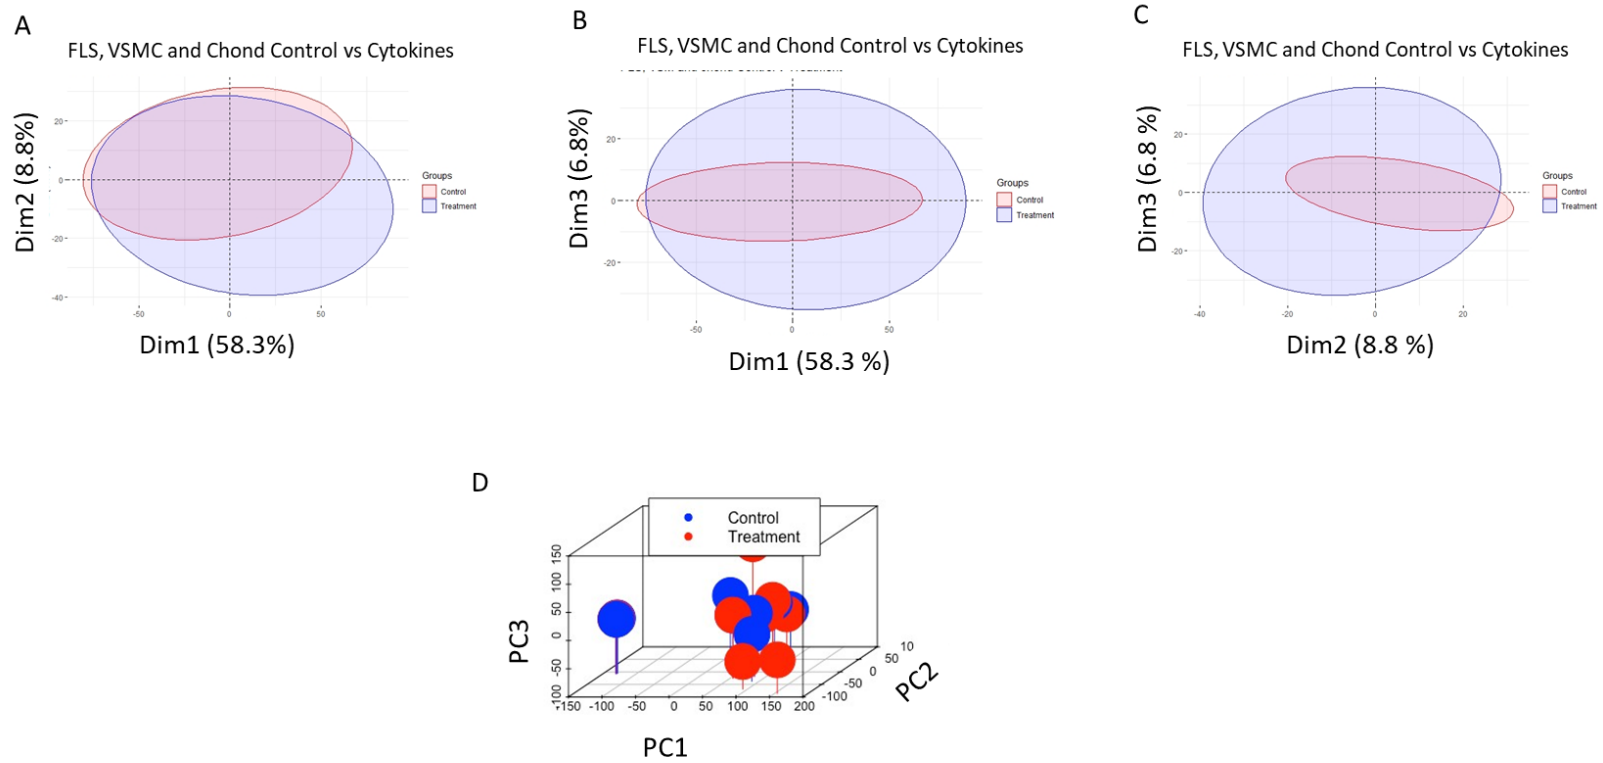 A
FLS, VSMC and Chond Control vs Cytokines
Dim2 (8.8%)
20
0
-20
-40
-50
0
50
Dim1 (58.3%)
Groups
Control
Treatment
B
FLS, VSMC and Chond Control vs Cytokines
Dim3 (6.8%)
20
0
-20
-50
0
50
Dim1 (58.3 %)
Groups
Control
Treatment
C
FLS, VSMC and Chond Control vs Cytokines
Dim3 (6.8 %)
20
0
-20
-40
-20
0
20
Dim2 (8.8 %)
Groups
Control
Treatment
D
Control
Treatment
PC3
150
100
50
0
-50
-100
-150
-100
-50
0
50
100
150
200
PC1
-100
-50
0
50
10
PC2